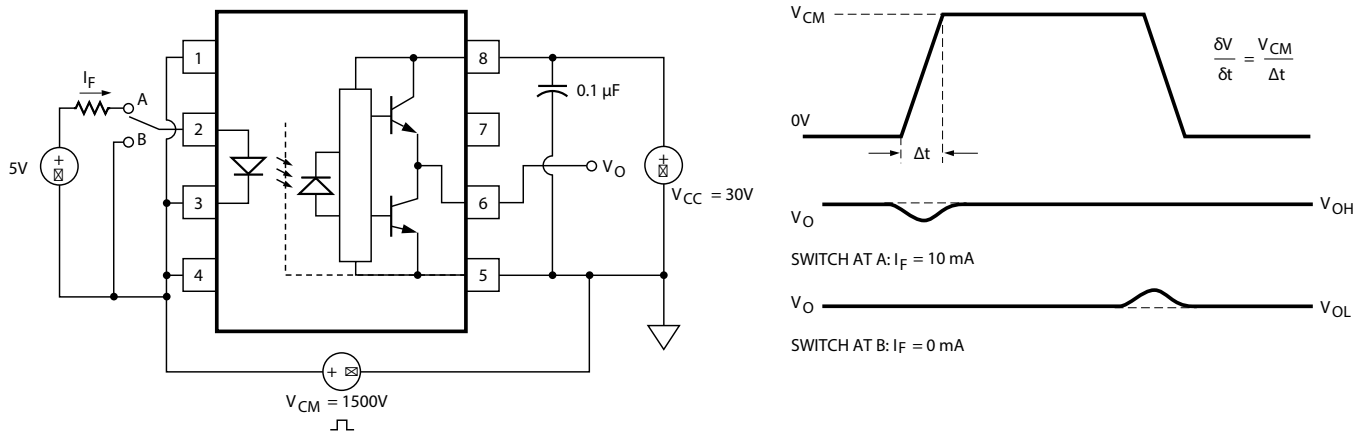 I_F
A
B
5V
+
1
2
3
4
8
7
6
5
0.1 µF
V_O
+
V_CC = 30V
+
V_CM = 1500V
V_CM
0V
Δt
δV/δt = V_CM/Δt
V_O
V_OH
SWITCH AT A: I_F = 10 mA
V_O
V_OL
SWITCH AT B: I_F = 0 mA